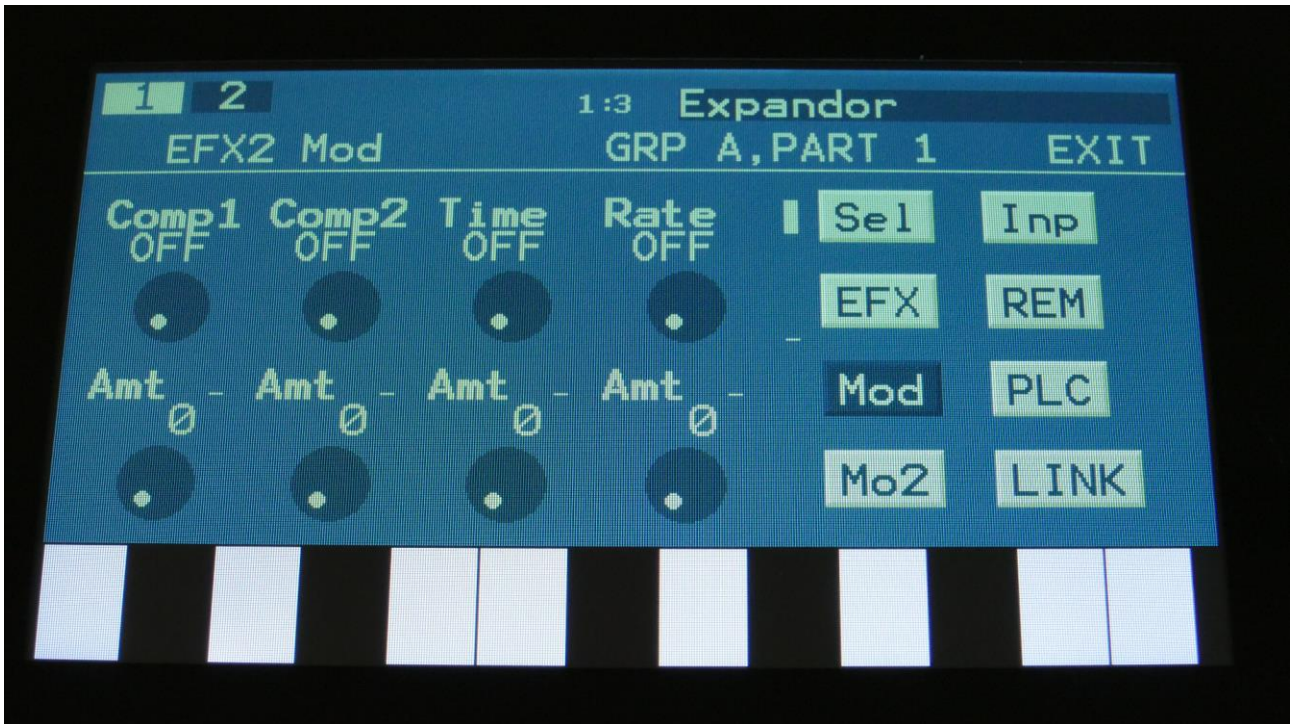 1 2 1:3 Expandor
EFX2 Mod GRP A,PART 1 EXIT
Comp1 Comp2 Time Rate Sel Inp
OFF OFF OFF OFF
EFX REM
Amt Amt Amt Amt Mod PLC
0 0 0 0
Mo2 LINK